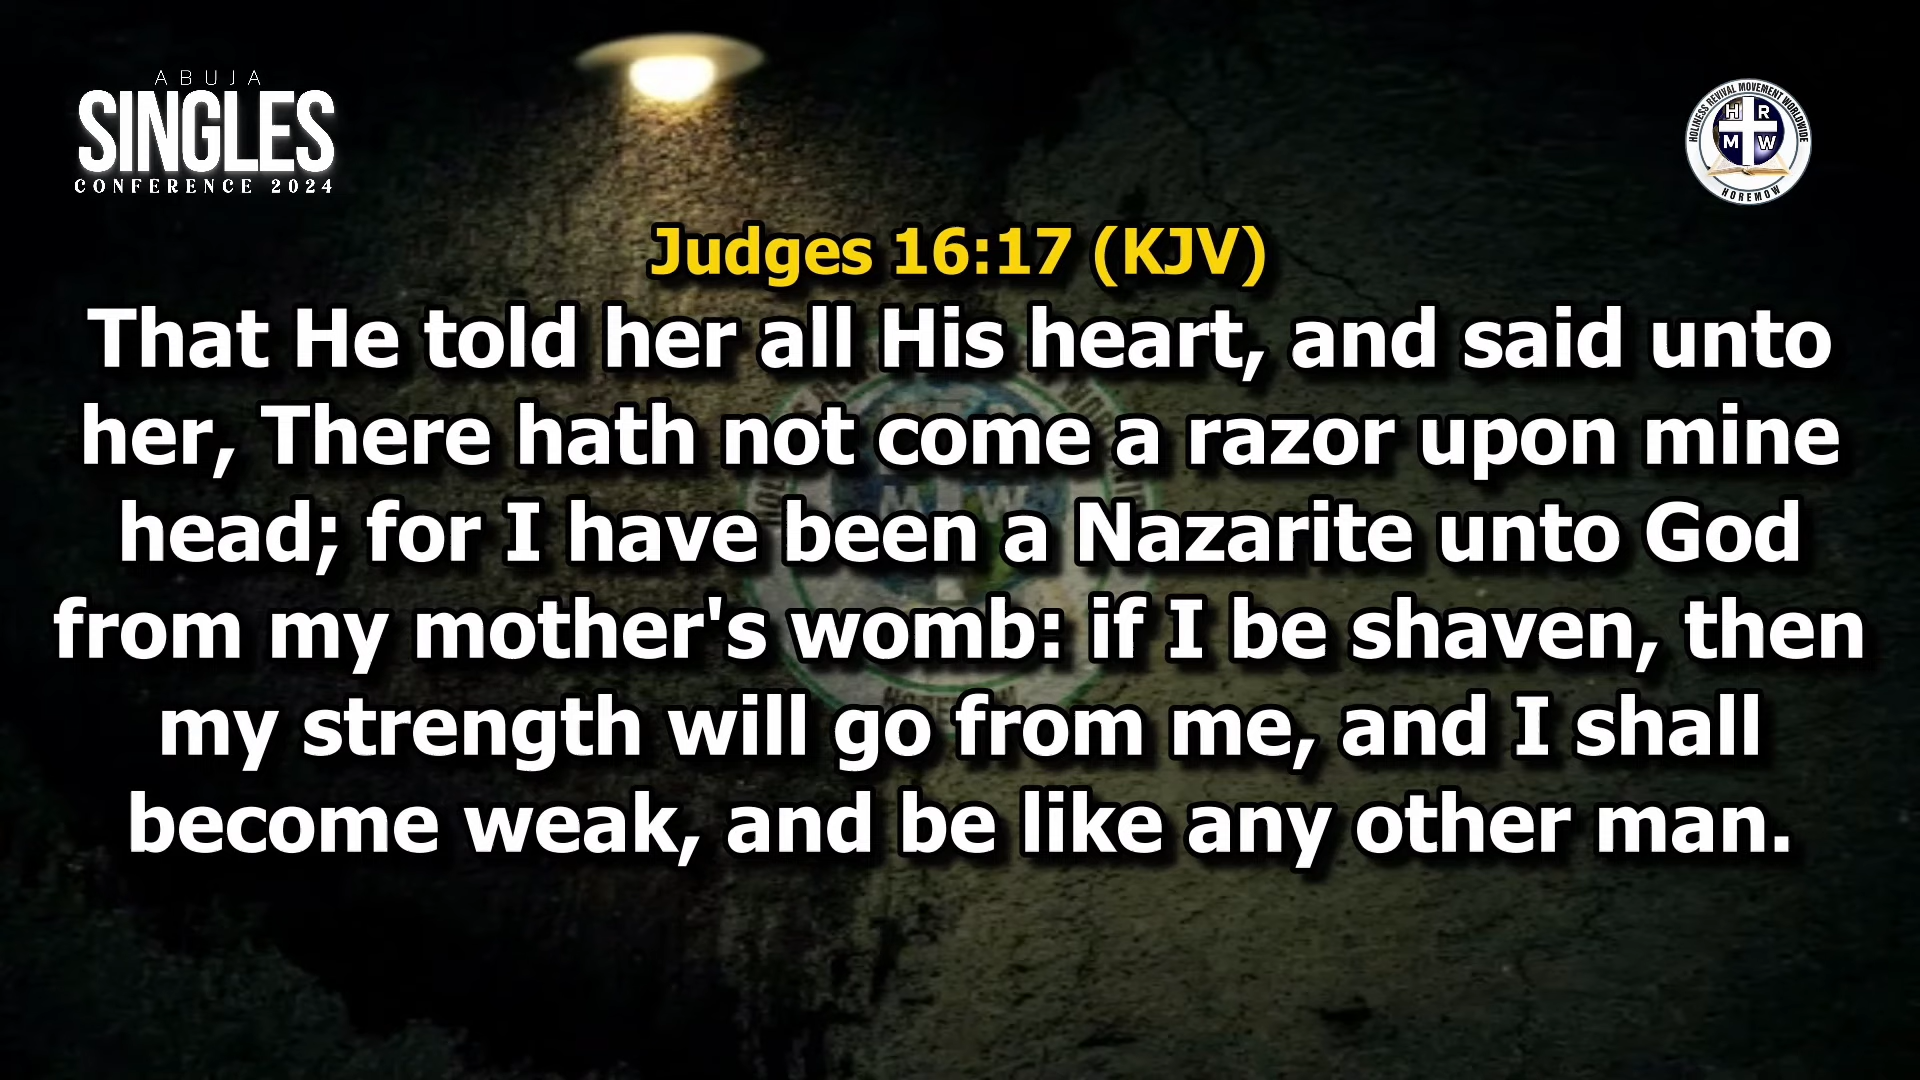 ABUJA
SINGLES
CONFERENCE 2024
HOLINESS REVIVAL MOVEMENT WORLDWIDE
H R
M W
HOREMOW
Judges 16:17 (KJV)
That He told her all His heart, and said unto
her, There hath not come a razor upon mine
head; for I have been a Nazarite unto God
from my mother's womb: if I be shaven, then
my strength will go from me, and I shall
become weak, and be like any other man.
M W